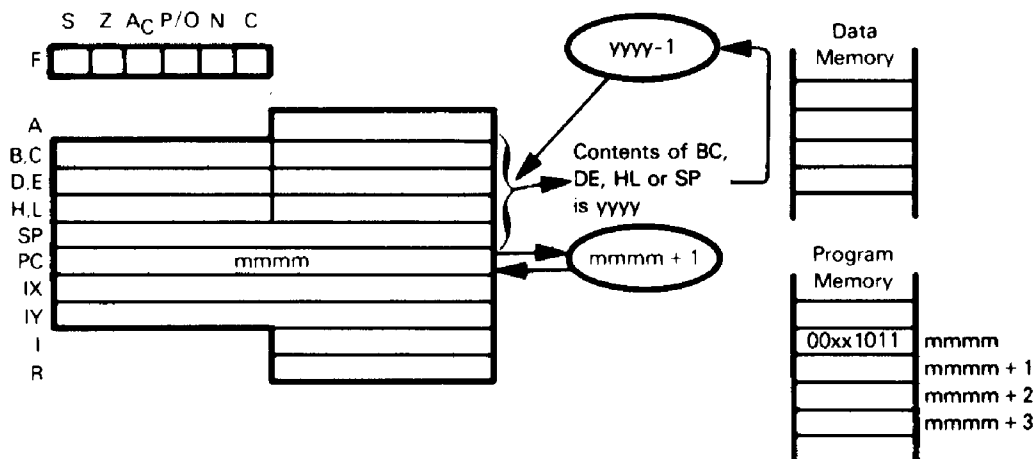 S Z AC P/O N C
F
A
B,C
D,E
H,L
SP
PC
IX
IY
I
R
mmmm
yyyy-1
Contents of BC,
DE, HL or SP
is yyyy
mmmm + 1
Data
Memory
Program
Memory
00xx1011 mmmm
mmmm + 1
mmmm + 2
mmmm + 3